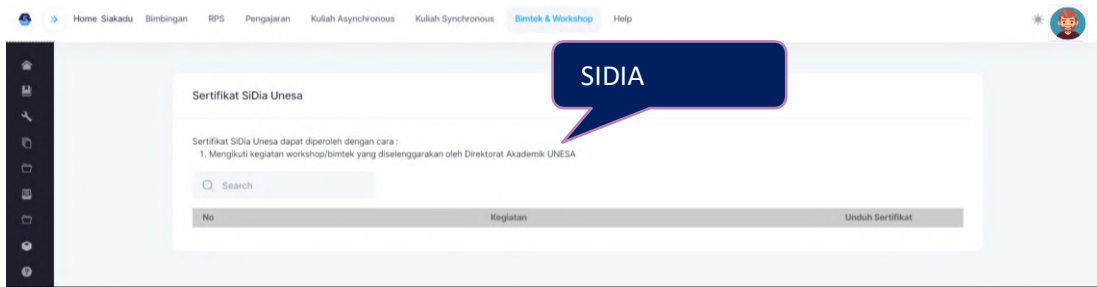 Home Siakadu Bimbingan RPS Pengajaran Kuliah Asynchronous Kuliah Synchronous Bimtek & Workshop Help
SIDIA
Sertifikat SiDia Unesa
Sertifikat SiDia Unesa dapat diperoleh dengan cara :
1. Mengikuti kegiatan workshop/bimtek yang diselenggarakan oleh Direktorat Akademik UNESA
Search
No Kegiatan Unduh Sertifikat